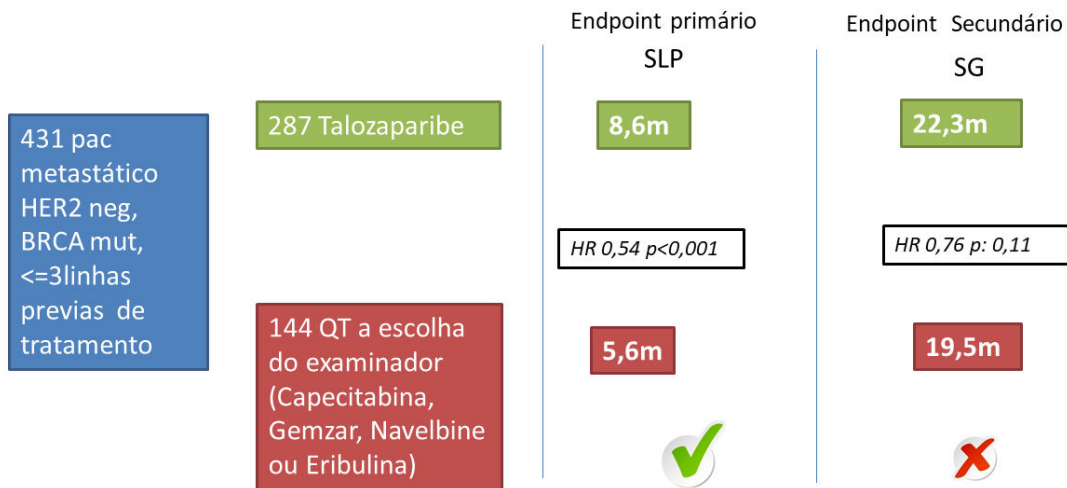 Endpoint primário
SLP
Endpoint Secundário
SG
431 pac
metastático
HER2 neg,
BRCA mut,
<=3linhas
previas de
tratamento
287 Talozaparibe
8,6m
22,3m
HR 0,54 p<0,001
HR 0,76 p: 0,11
144 QT a escolha
do examinador
(Capecitabina,
Gemzar, Navelbine
ou Eribulina)
5,6m
19,5m